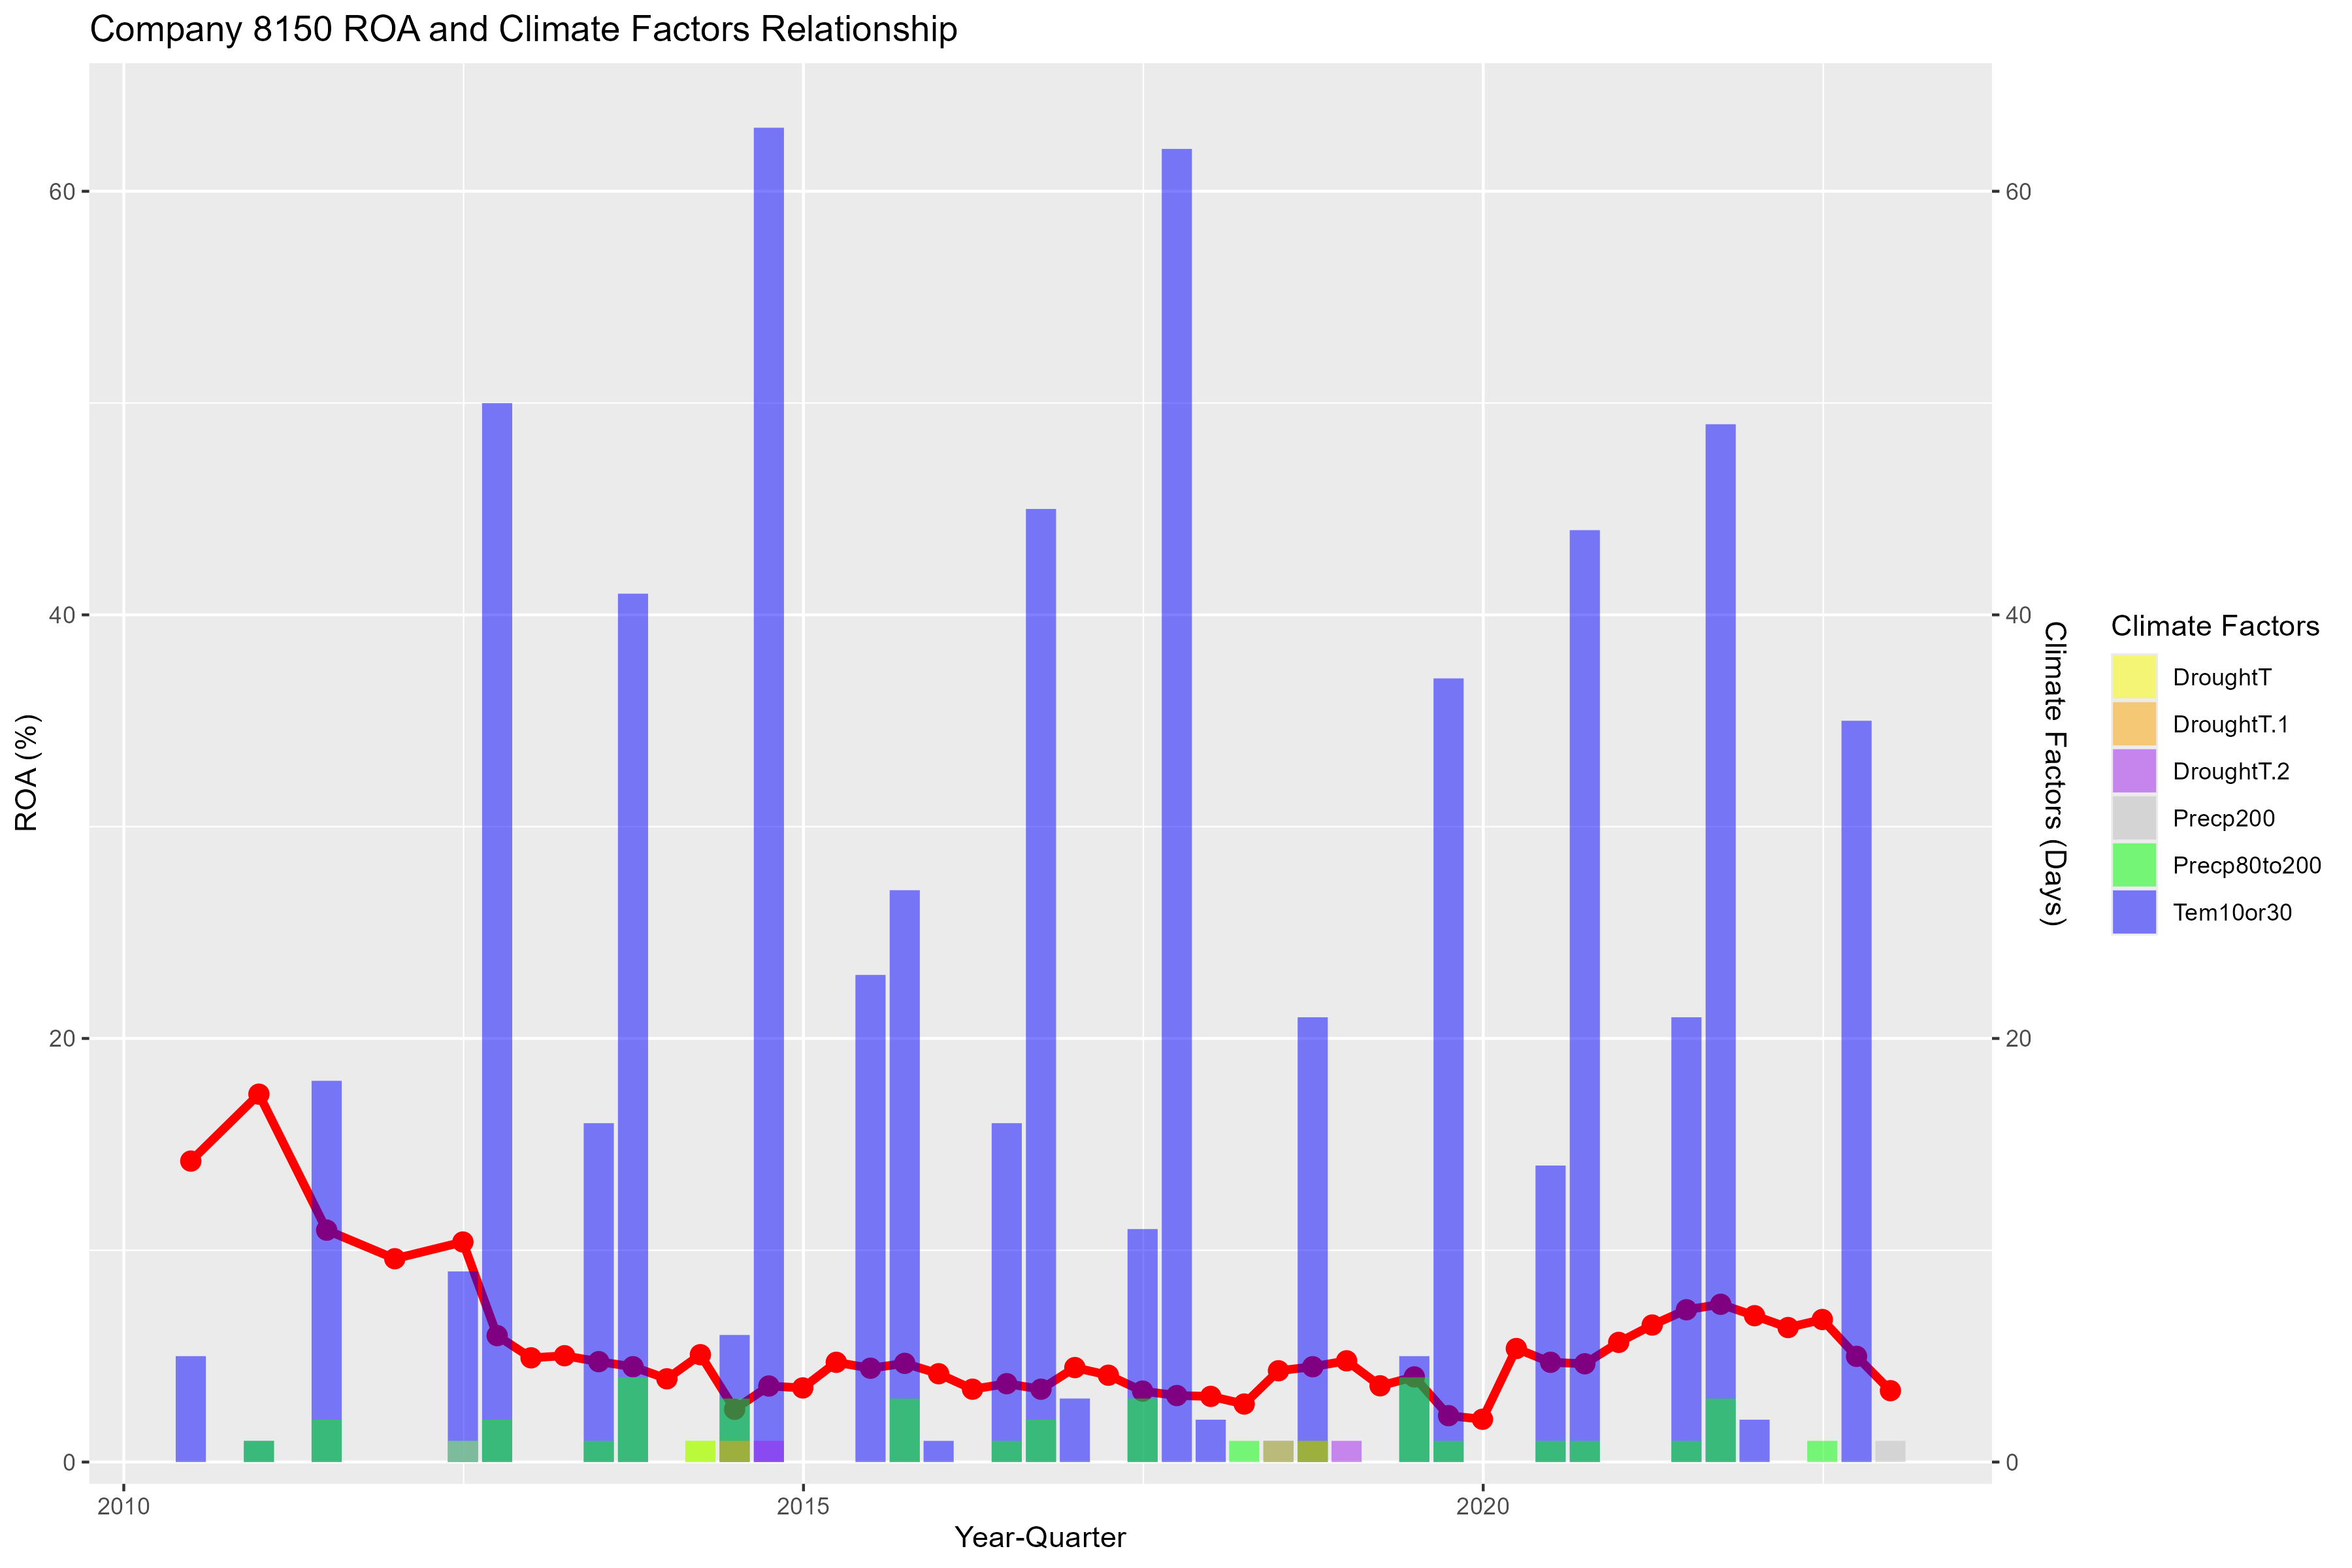 Company 8150 ROA and Climate Factors Relationship
60
40
20
0
ROA (%)
2010
2015
2020
Year-Quarter
60
40
20
0
Climate Factors (Days)
Climate Factors
DroughtT
DroughtT.1
DroughtT.2
Precp200
Precp80to200
Tem10or30